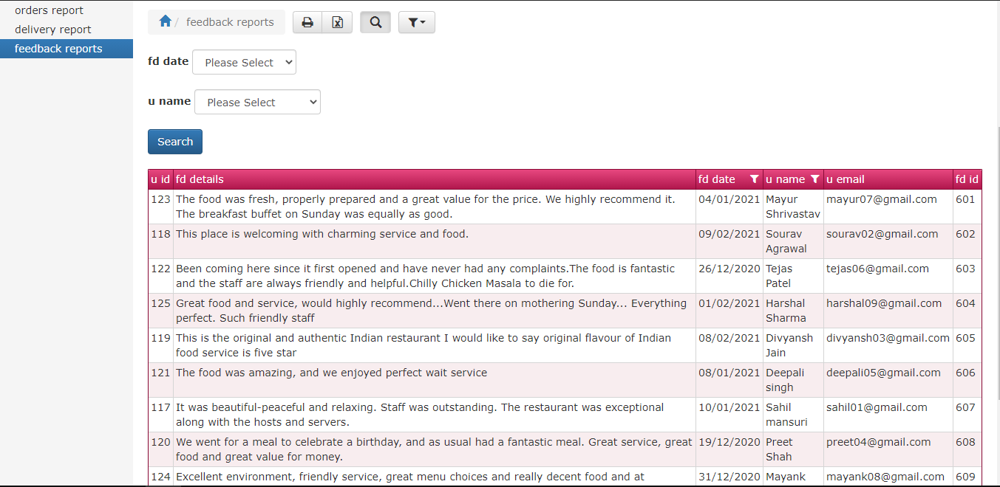 orders report
delivery report
feedback reports
/ feedback reports
fd date Please Select
u name Please Select
Search
u id fd details fd date u name u email fd id
123 The food was fresh, properly prepared and a great value for the price. We highly recommend it. 04/01/2021 Mayur mayur07@gmail.com 601
The breakfast buffet on Sunday was equally as good. Shrivastav
118 This place is welcoming with charming service and food. 09/02/2021 Sourav sourav02@gmail.com 602
Agrawal
122 Been coming here since it first opened and have never had any complaints.The food is fantastic 26/12/2020 Tejas tejas06@gmail.com 603
and the staff are always friendly and helpful.Chilly Chicken Masala to die for. Patel
125 Great food and service, would highly recommend...Went there on mothering Sunday... Everything 01/02/2021 Harshal harshal09@gmail.com 604
perfect. Such friendly staff Sharma
119 This is the original and authentic Indian restaurant I would like to say original flavour of Indian 08/02/2021 Divyansh divyansh03@gmail.com 605
food service is five star Jain
121 The food was amazing, and we enjoyed perfect wait service 08/01/2021 Deepali deepali05@gmail.com 606
singh
117 It was beautiful-peaceful and relaxing. Staff was outstanding. The restaurant was exceptional 10/01/2021 Sahil sahil01@gmail.com 607
along with the hosts and servers. mansuri
120 We went for a meal to celebrate a birthday, and as usual had a fantastic meal. Great service, great 19/12/2020 Preet preet04@gmail.com 608
food and great value for money. Shah
124 Excellent environment, friendly service, great menu choices and really decent food and at 31/12/2020 Mayank mayank08@gmail.com 609